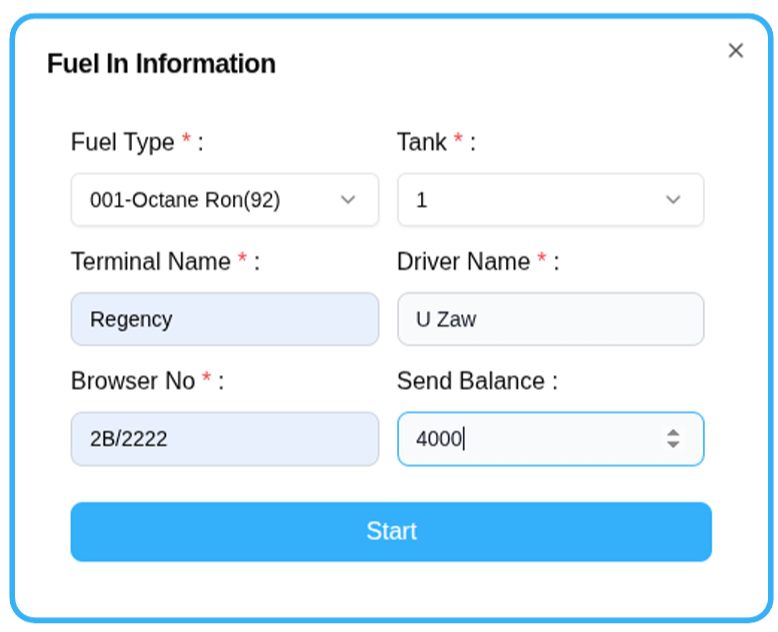 Fuel In Information
Fuel Type * : Tank * :
001-Octane Ron(92) 1
Terminal Name * : Driver Name * :
Regency U Zaw
Browser No * : Send Balance :
2B/2222 4000
Start